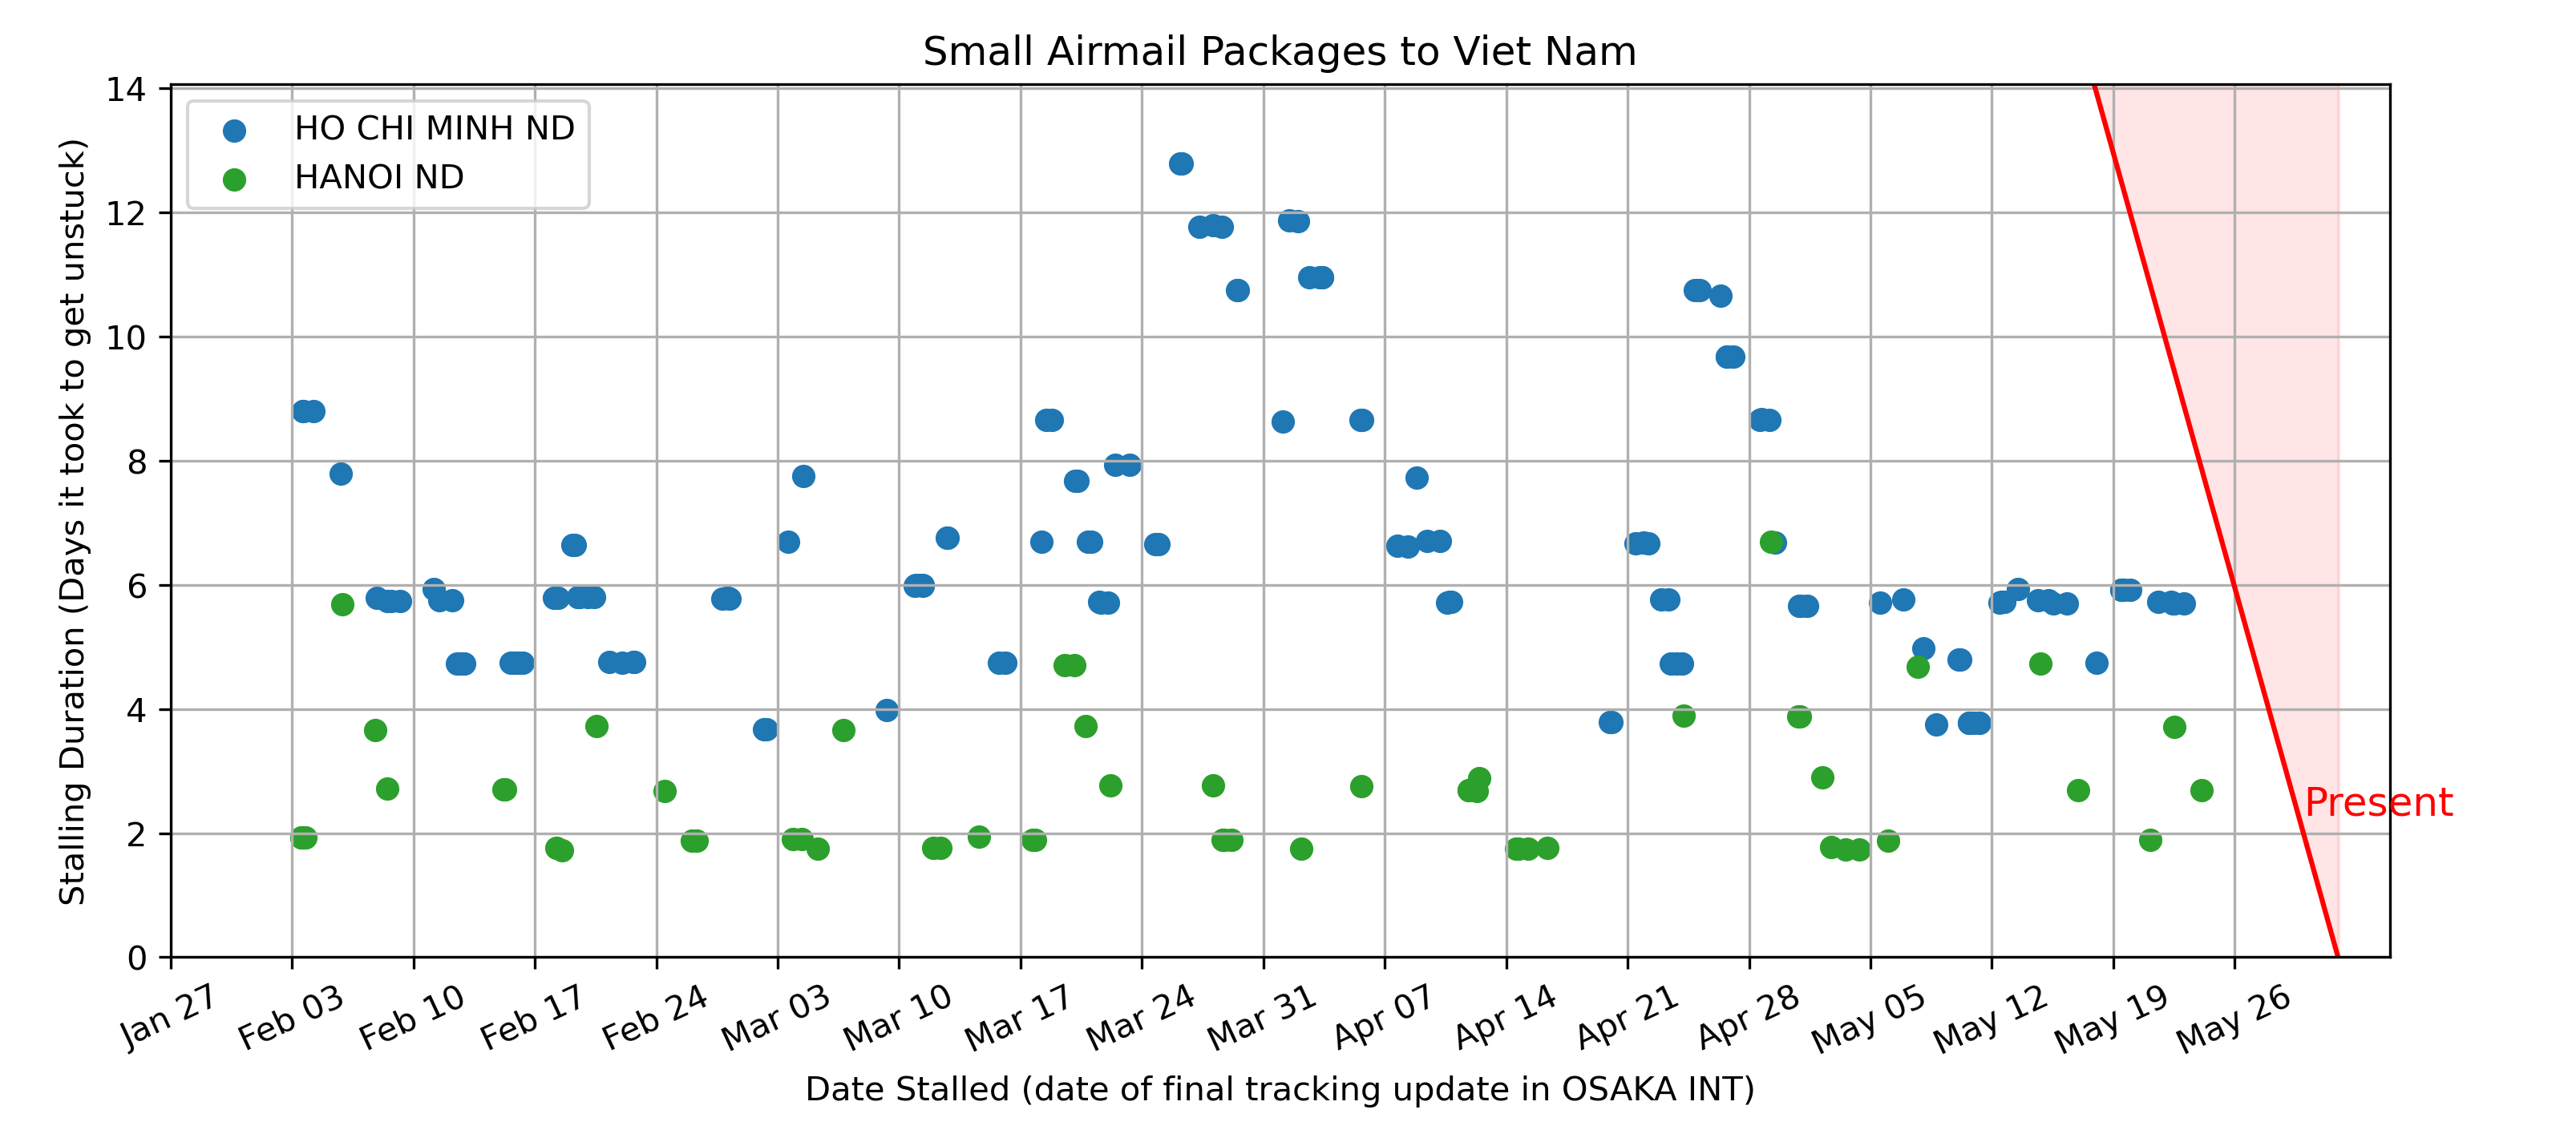 Small Airmail Packages to Viet Nam
HO CHI MINH ND
HANOI ND
Stalling Duration (Days it took to get unstuck)
14
12
10
8
6
4
2
0
Present
Jan 27
Feb 03
Feb 10
Feb 17
Feb 24
Mar 03
Mar 10
Mar 17
Mar 24
Mar 31
Apr 07
Apr 14
Apr 21
Apr 28
May 05
May 12
May 19
May 26
Date Stalled (date of final tracking update in OSAKA INT)